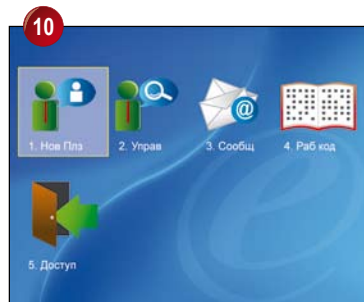 10
1. Нов Плз
2. Управ
3. Сообщ
4. Раб код
5. Доступ